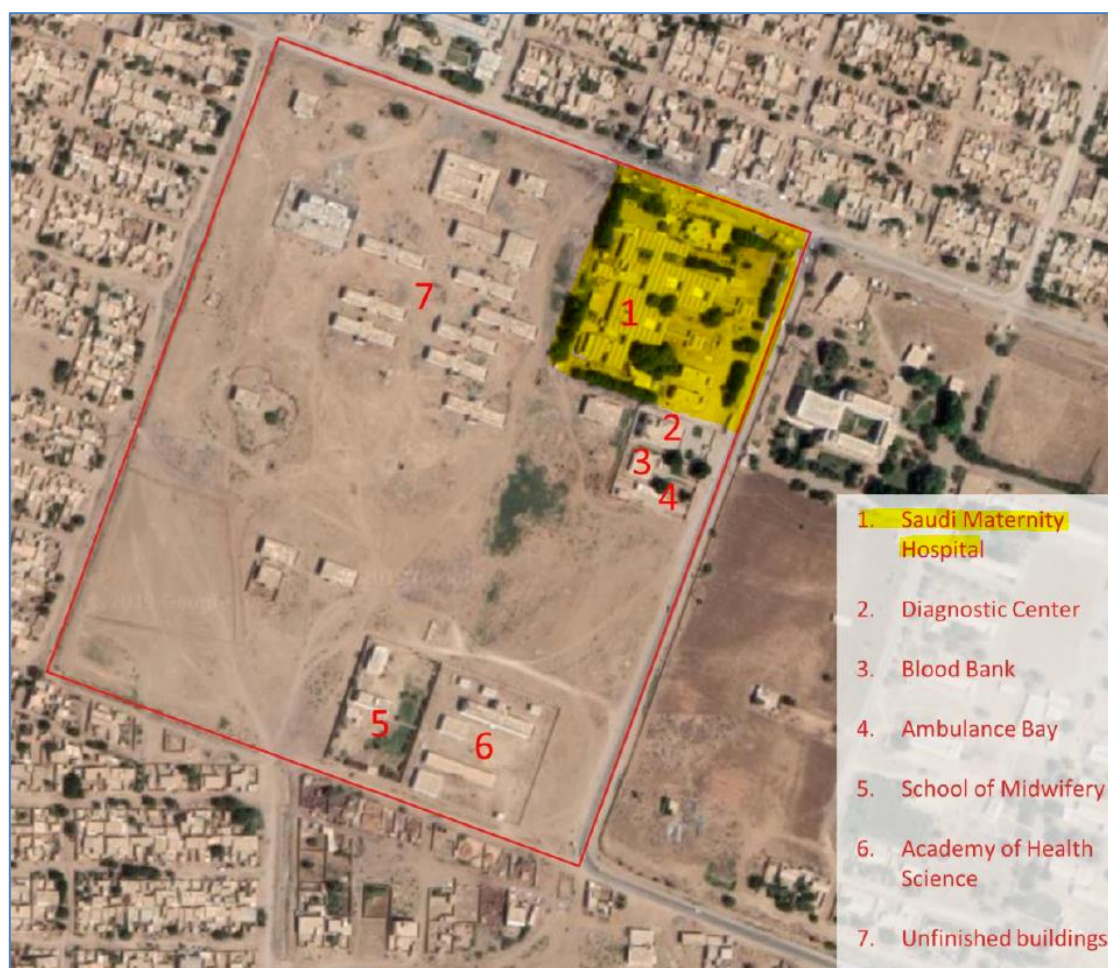 7
1
2
3
4
5
6
1. Saudi Maternity
Hospital
2. Diagnostic Center
3. Blood Bank
4. Ambulance Bay
5. School of Midwifery
6. Academy of Health
Science
7. Unfinished buildings